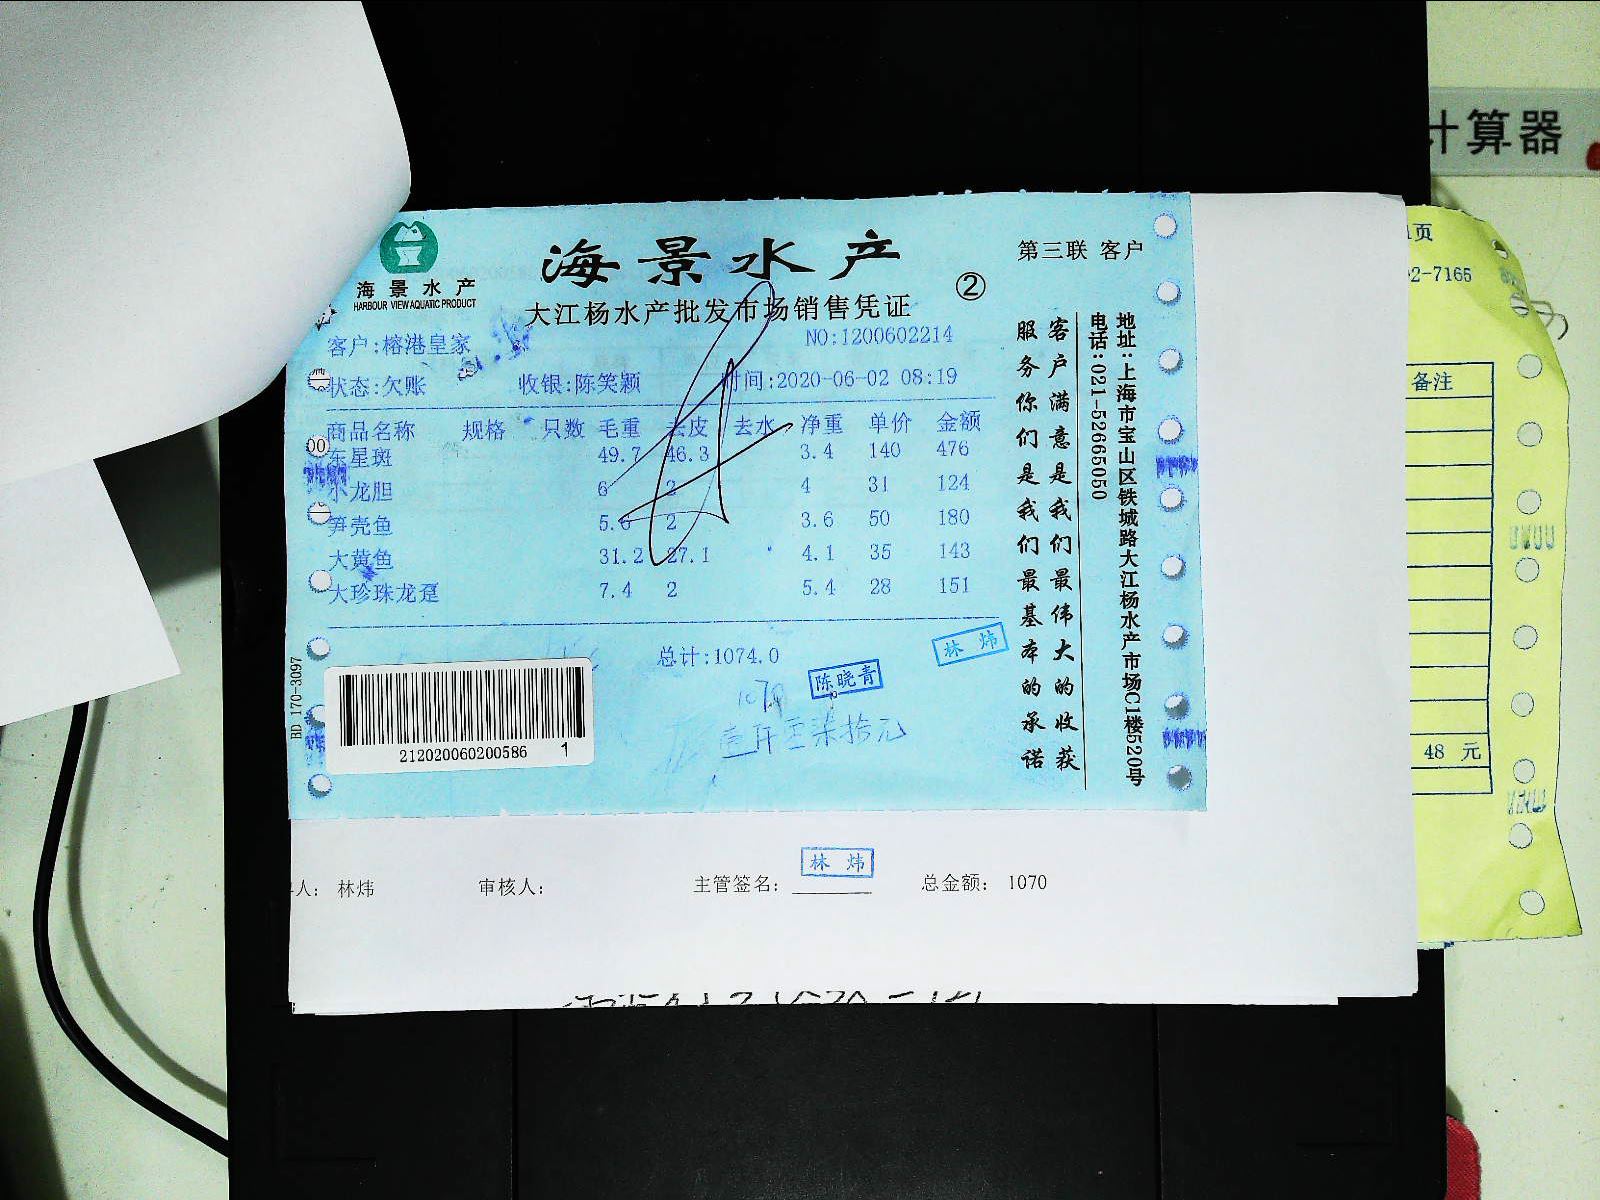 海景水产
HARBOUR VIEW AQUATIC PRODUCT
海景水产
大江杨水产批发市场销售凭证
②
第三联 客户
客户:榕港皇家
NO:1200602214
状态:欠账 收银:陈笑颖 时间:2020-06-02 08:19
商品名称 规格 只数 毛重 去皮 去水 净重 单价 金额
东星斑 49.7 46.3 3.4 140 476
小龙胆 6 2 4 31 124
笋壳鱼 5.6 2 3.6 50 180
大黄鱼 31.2 27.1 4.1 35 143
大珍珠龙趸 7.4 2 5.4 28 151
总计:1074.0
林炜
陈晓青
1070
壹仟零柒拾元
212020060200586 1
BD 170-3097
客户满意是我们最伟大的收获
服务你们是我们最基本的承诺
地址:上海市宝山区铁城路大江杨水产市场C1楼520号
电话:021-52665050
林炜
人: 林炜 审核人: 主管签名: 总金额: 1070
计算器
页
2-7165
备注
48 元